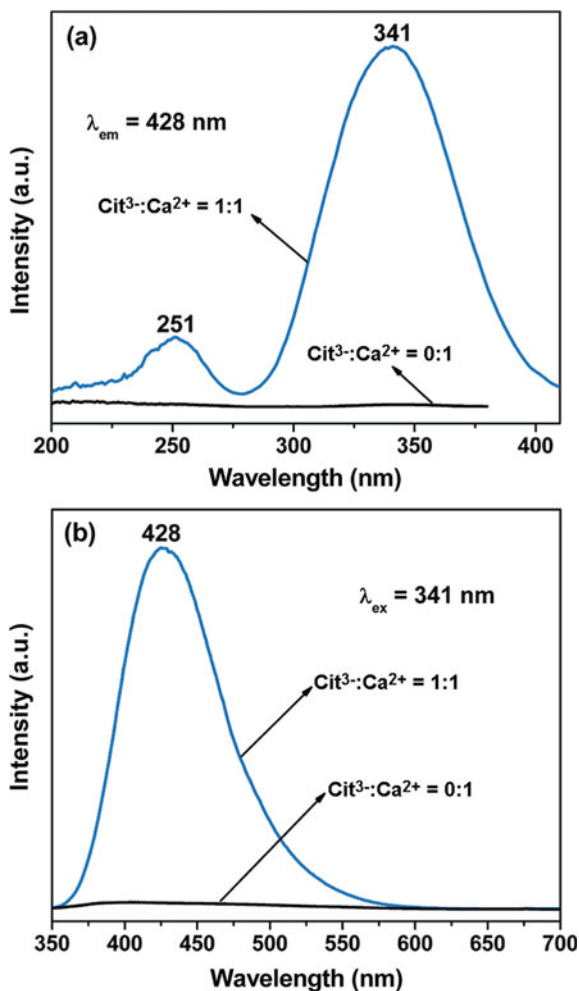 (a)
341
λem = 428 nm
Cit3-:Ca2+ = 1:1
251
Cit3-:Ca2+ = 0:1
Intensity (a.u.)
200 250 300 350 400
Wavelength (nm)
(b)
428
λex = 341 nm
Cit3-:Ca2+ = 1:1
Cit3-:Ca2+ = 0:1
Intensity (a.u.)
350 400 450 500 550 600 650 700
Wavelength (nm)